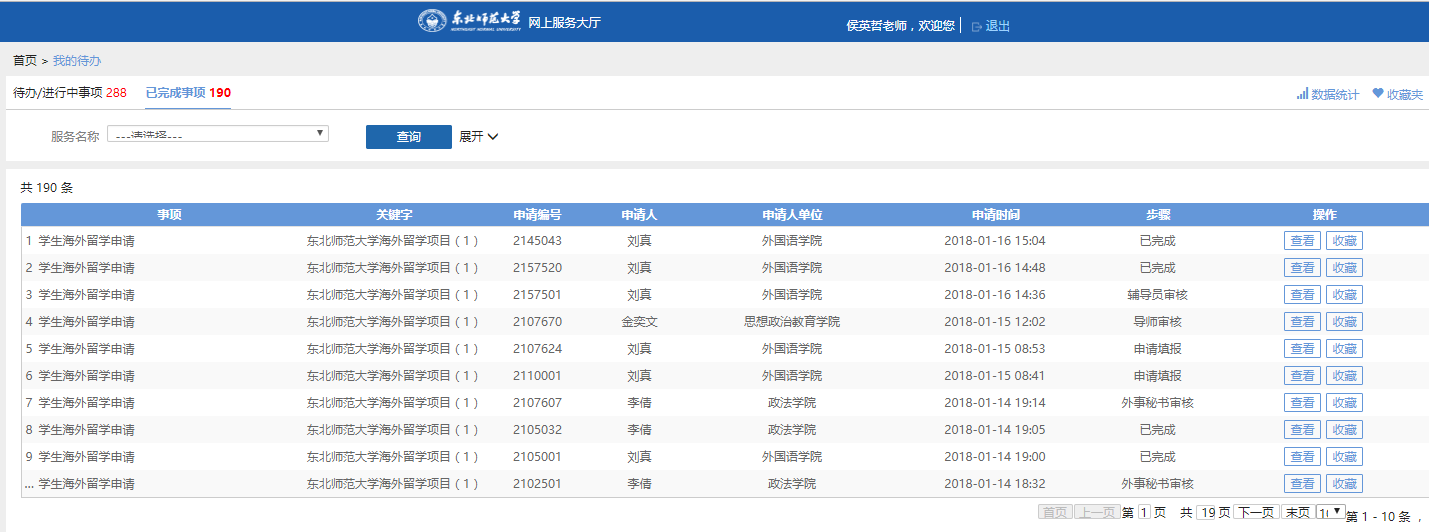 东北师范大学 网上服务大厅 侯英哲老师，欢迎您 退出
NORTHEAST NORMAL UNIVERSITY
首页 > 我的待办
待办/进行中事项 288 已完成事项 190 数据统计 收藏夹
服务名称 ---请选择--- 查询 展开
共 190 条
事项 关键字 申请编号 申请人 申请人单位 申请时间 步骤 操作
1 学生海外留学申请 东北师范大学海外留学项目（1） 2145043 刘真 外国语学院 2018-01-16 15:04 已完成 查看 收藏
2 学生海外留学申请 东北师范大学海外留学项目（1） 2157520 刘真 外国语学院 2018-01-16 14:48 已完成 查看 收藏
3 学生海外留学申请 东北师范大学海外留学项目（1） 2157501 刘真 外国语学院 2018-01-16 14:36 辅导员审核 查看 收藏
4 学生海外留学申请 东北师范大学海外留学项目（1） 2107670 金奕文 思想政治教育学院 2018-01-15 12:02 导师审核 查看 收藏
5 学生海外留学申请 东北师范大学海外留学项目（1） 2107624 刘真 外国语学院 2018-01-15 08:53 申请填报 查看 收藏
6 学生海外留学申请 东北师范大学海外留学项目（1） 2110001 刘真 外国语学院 2018-01-15 08:41 申请填报 查看 收藏
7 学生海外留学申请 东北师范大学海外留学项目（1） 2107607 李倩 政法学院 2018-01-14 19:14 外事秘书审核 查看 收藏
8 学生海外留学申请 东北师范大学海外留学项目（1） 2105032 李倩 政法学院 2018-01-14 19:05 已完成 查看 收藏
9 学生海外留学申请 东北师范大学海外留学项目（1） 2105001 刘真 外国语学院 2018-01-14 19:00 已完成 查看 收藏
... 学生海外留学申请 东北师范大学海外留学项目（1） 2102501 李倩 政法学院 2018-01-14 18:32 外事秘书审核 查看 收藏
首页 上一页 第 1 页 共 19 页 下一页 末页 第 1 - 10 条 ，